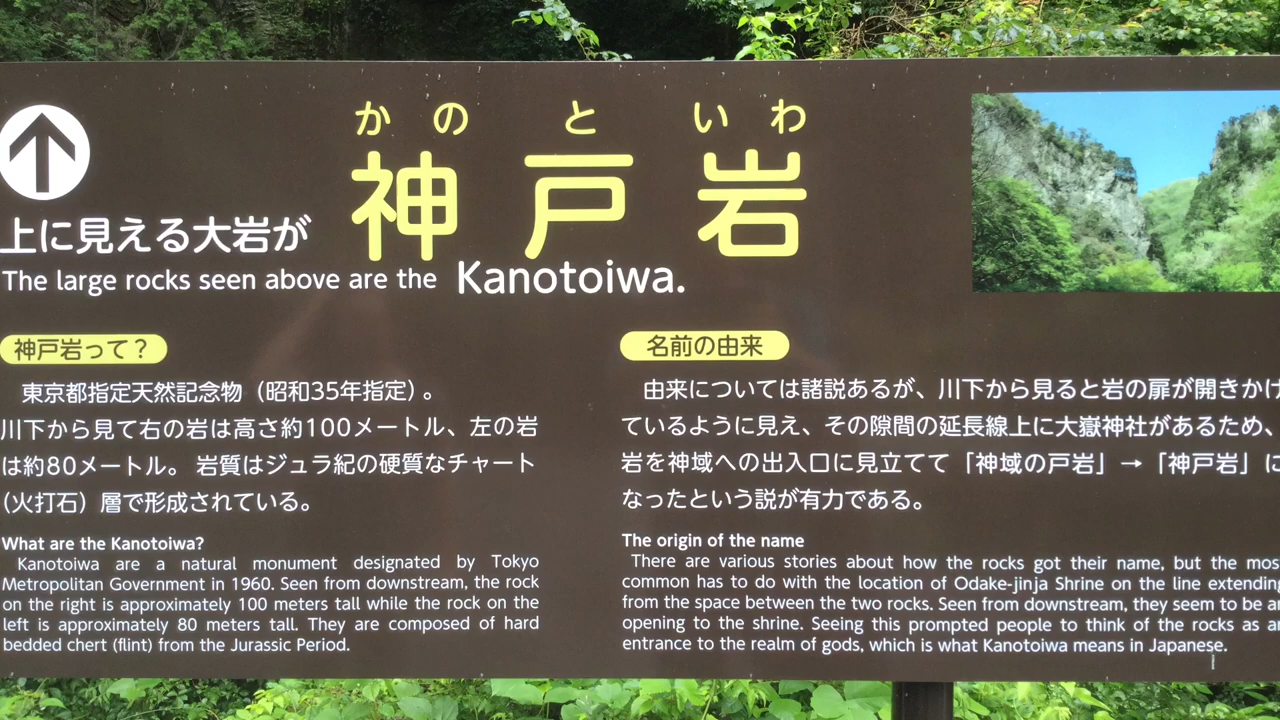 かのといわ
神戸岩
上に見える大岩が
The large rocks seen above are the Kanotoiwa.
神戸岩って？
東京都指定天然記念物（昭和35年指定）。
川下から見て右の岩は高さ約100メートル、左の岩
は約80メートル。 岩質はジュラ紀の硬質なチャート
（火打石）層で形成されている。
What are the Kanotoiwa?
Kanotoiwa are a natural monument designated by Tokyo
Metropolitan Government in 1960. Seen from downstream, the rock
on the right is approximately 100 meters tall while the rock on the
left is approximately 80 meters tall. They are composed of hard
bedded chert (flint) from the Jurassic Period.
名前の由来
由来については諸説あるが、川下から見ると岩の扉が開きかけ
ているように見え、その隙間の延長線上に大嶽神社があるため、
岩を神域への出入口に見立てて「神域の戸岩」→「神戸岩」に
なったという説が有力である。
The origin of the name
There are various stories about how the rocks got their name, but the mos
common has to do with the location of Odake-jinja Shrine on the line extending
from the space between the two rocks. Seen from downstream, they seem to be an
opening to the shrine. Seeing this prompted people to think of the rocks as an
entrance to the realm of gods, which is what Kanotoiwa means in Japanese.